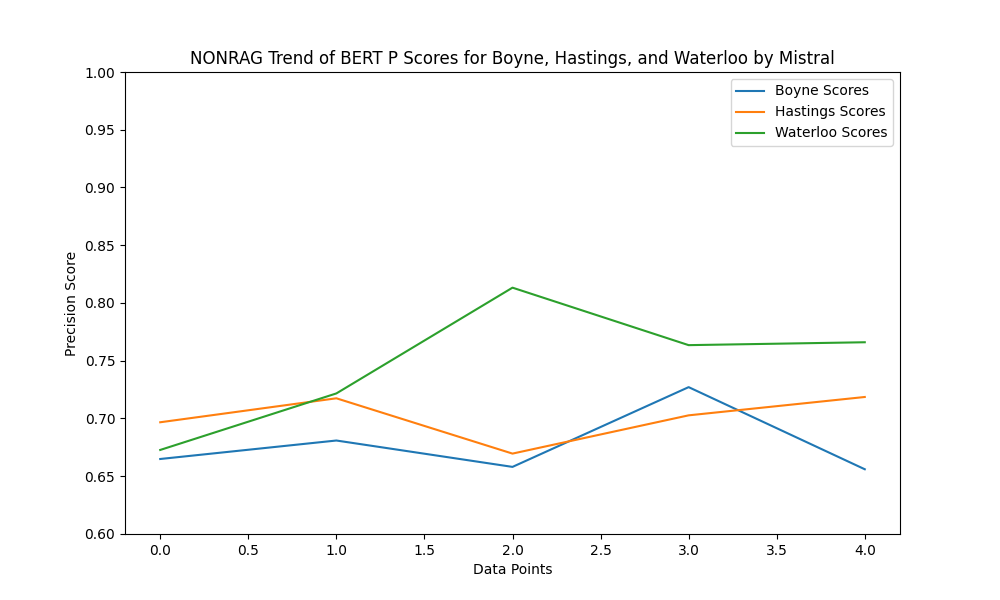 NONRAG Trend of BERT P Scores for Boyne, Hastings, and Waterloo by Mistral
Boyne Scores
Hastings Scores
Waterloo Scores
Precision Score
1.00
0.95
0.90
0.85
0.80
0.75
0.70
0.65
0.60
0.0 0.5 1.0 1.5 2.0 2.5 3.0 3.5 4.0
Data Points